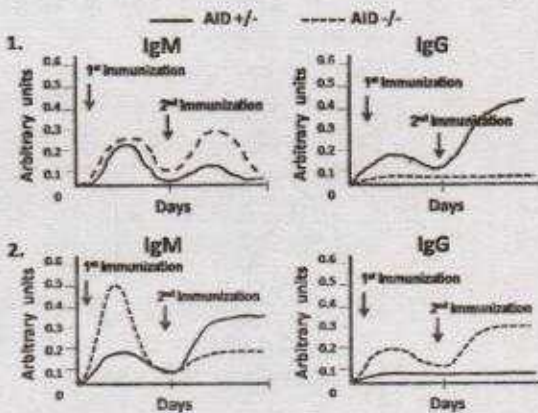 AID +/- AID -/-
1.
IgM
Arbitrary units
0.6
0.5
0.4
0.3
0.2
0.1
0
1st Immunization
2nd Immunization
Days
IgG
Arbitrary units
0.6
0.5
0.4
0.3
0.2
0.1
0
1st Immunization
2nd Immunization
Days
2.
IgM
Arbitrary units
0.6
0.5
0.4
0.3
0.2
0.1
0
1st Immunization
2nd Immunization
Days
IgG
Arbitrary units
0.6
0.5
0.4
0.3
0.2
0.1
0
1st Immunization
2nd Immunization
Days